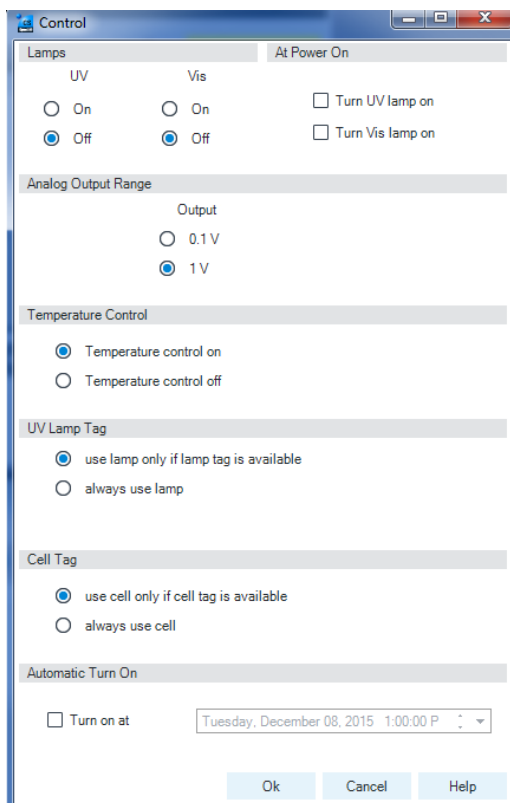 Control
Lamps At Power On
UV Vis
On On Turn UV lamp on
Off Off Turn Vis lamp on
Analog Output Range
Output
0.1 V
1 V
Temperature Control
Temperature control on
Temperature control off
UV Lamp Tag
use lamp only if lamp tag is available
always use lamp
Cell Tag
use cell only if cell tag is available
always use cell
Automatic Turn On
Turn on at Tuesday, December 08, 2015 1:00:00 P
Ok Cancel Help